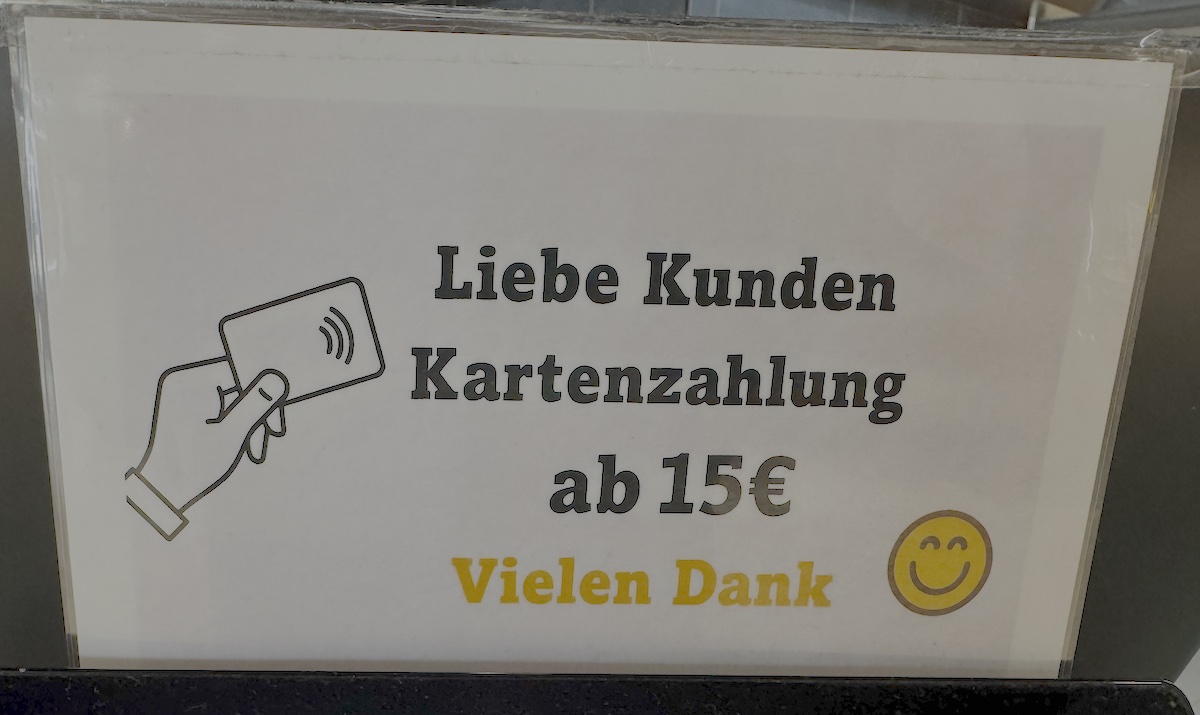 Liebe Kunden
Kartenzahlung
ab 15€
Vielen Dank